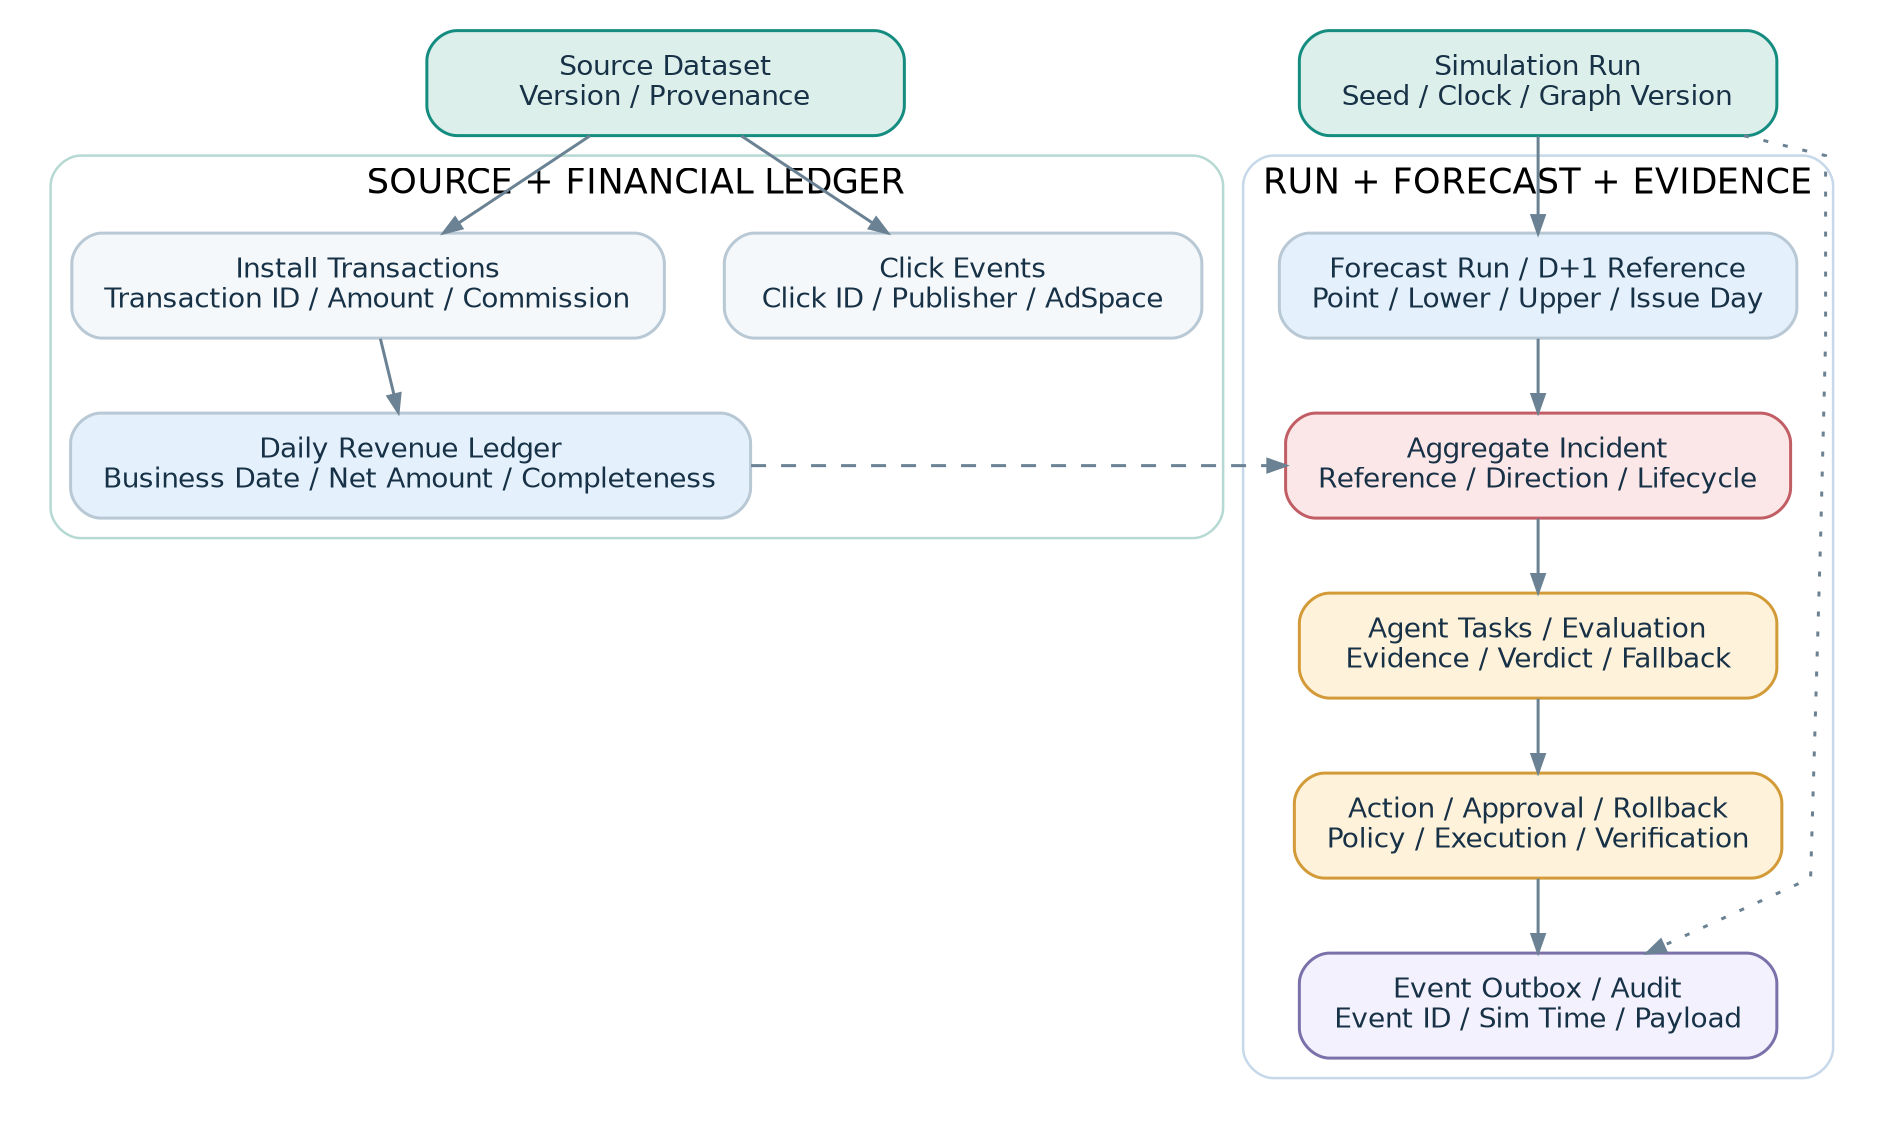 Source Dataset
Version / Provenance
Simulation Run
Seed / Clock / Graph Version
SOURCE + FINANCIAL LEDGER
Install Transactions
Transaction ID / Amount / Commission
Click Events
Click ID / Publisher / AdSpace
Daily Revenue Ledger
Business Date / Net Amount / Completeness
RUN + FORECAST + EVIDENCE
Forecast Run / D+1 Reference
Point / Lower / Upper / Issue Day
Aggregate Incident
Reference / Direction / Lifecycle
Agent Tasks / Evaluation
Evidence / Verdict / Fallback
Action / Approval / Rollback
Policy / Execution / Verification
Event Outbox / Audit
Event ID / Sim Time / Payload